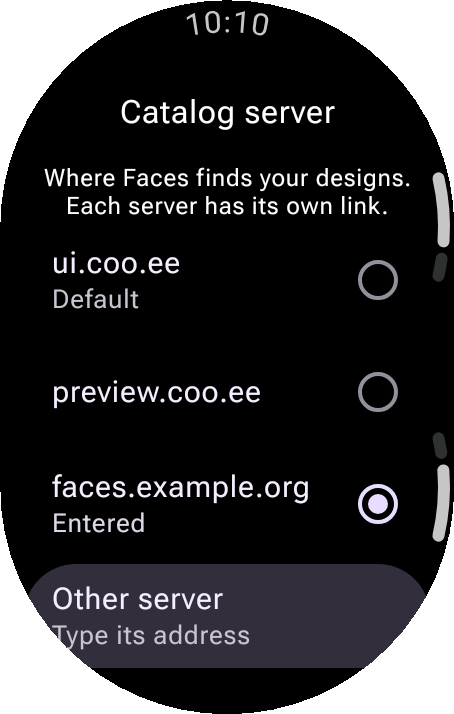 10:10
Catalog server
Where Faces finds your designs.
Each server has its own link.
ui.coo.ee
Default
preview.coo.ee
faces.example.org
Entered
Other server
Type its address